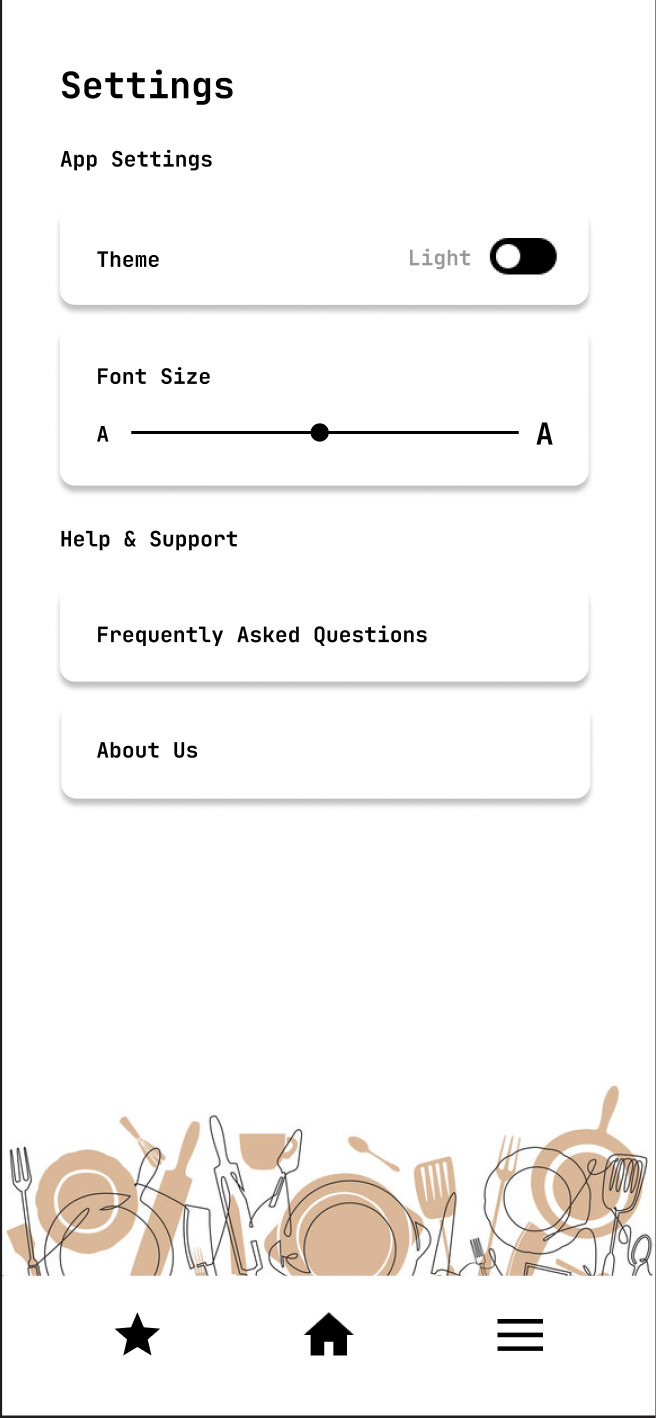 Settings
App Settings
Theme Light
Font Size
A A
Help & Support
Frequently Asked Questions
About Us